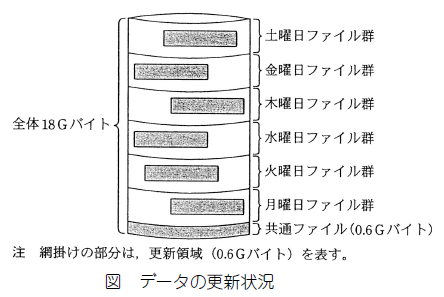 土曜日ファイル群
金曜日ファイル群
木曜日ファイル群
全体18Gバイト
水曜日ファイル群
火曜日ファイル群
月曜日ファイル群
共通ファイル(0.6Gバイト)
注 網掛けの部分は，更新領域（0.6Gバイト）を表す。
図 データの更新状況